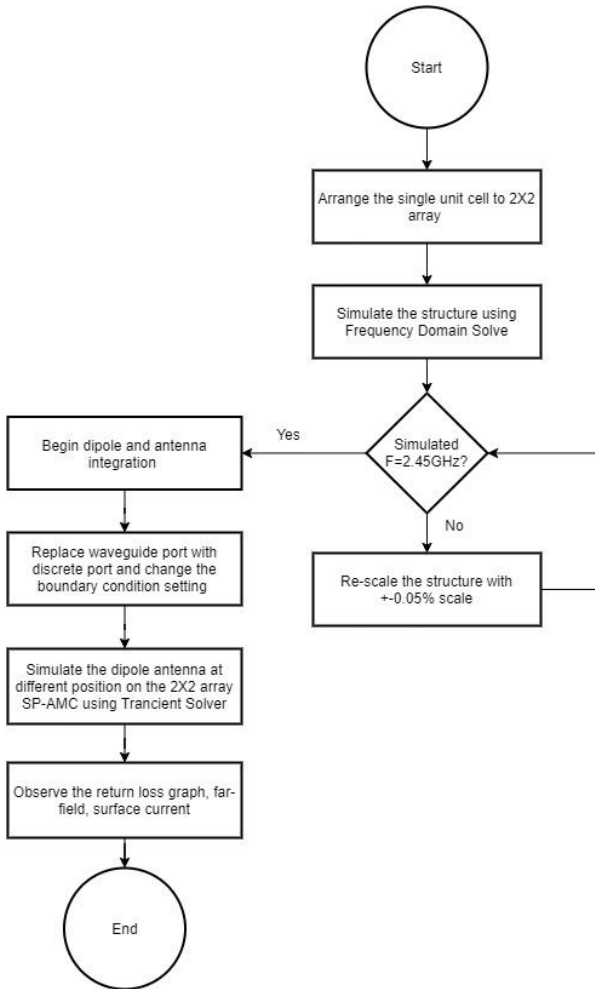 Start
Arrange the single unit cell to 2X2
array
Simulate the structure using
Frequency Domain Solve
Simulated
F=2.45GHz?
Yes
No
Re-scale the structure with
+-0.05% scale
Begin dipole and antenna
integration
Replace waveguide port with
discrete port and change the
boundary condition setting
Simulate the dipole antenna at
different position on the 2X2 array
SP-AMC using Trancient Solver
Observe the return loss graph, far-
field, surface current
End